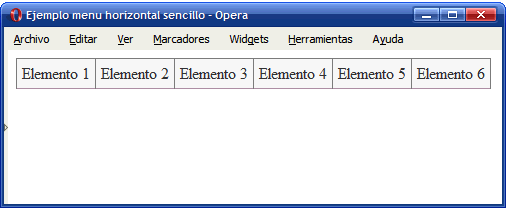 Ejemplo menu horizontal sencillo - Opera
Archivo Editar Ver Marcadores Widgets Herramientas Ayuda
Elemento 1 Elemento 2 Elemento 3 Elemento 4 Elemento 5 Elemento 6